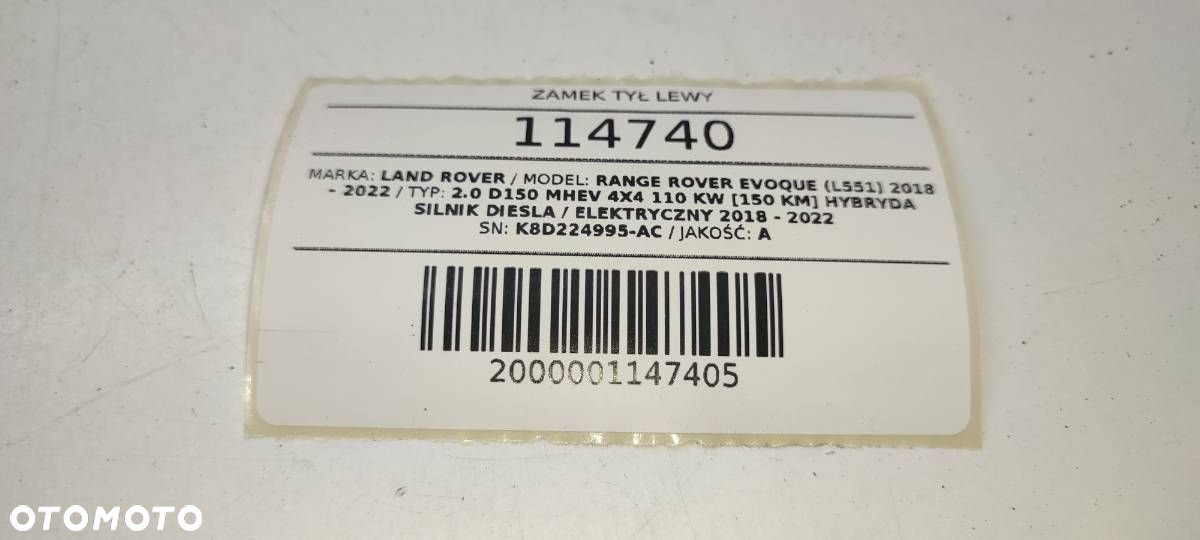 ZAMEK TYŁ LEWY
114740
MARKA: LAND ROVER / MODEL: RANGE ROVER EVOQUE (L551) 2018
- 2022 / TYP: 2.0 D150 MHEV 4X4 110 KW [150 KM] HYBRYDA
SILNIK DIESLA / ELEKTRYCZNY 2018 - 2022
SN: K8D224995-AC / JAKOŚĆ: A
2000001147405
OTOMOTO